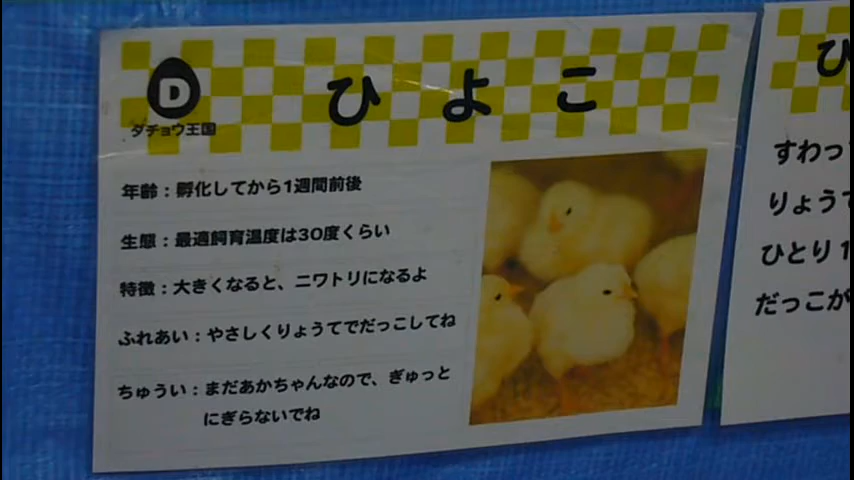 D
ダチョウ王国
ひよこ
年齢：孵化してから1週間前後
生態：最適飼育温度は30度くらい
特徴：大きくなると、ニワトリになるよ
ふれあい：やさしくりょうてでだっこしてね
ちゅうい：まだあかちゃんなので、ぎゅっと
にぎらないでね
ひ
すわっ
りょうて
ひとり1
だっこが